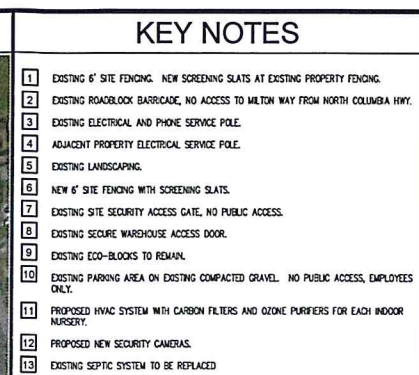 KEY NOTES
1 EXISTING 6' SITE FENCING. NEW SCREENING SLATS AT EXISTING PROPERTY FENCING.
2 EXISTING ROADBLOCK BARRICADE, NO ACCESS TO MILTON WAY FROM NORTH COLUMBIA HWY.
3 EXISTING ELECTRICAL AND PHONE SERVICE POLE.
4 ADJACENT PROPERTY ELECTRICAL SERVICE POLE.
5 EXISTING LANDSCAPING.
6 NEW 6' SITE FENCING WITH SCREENING SLATS.
7 EXISTING SITE SECURITY ACCESS GATE, NO PUBLIC ACCESS.
8 EXISTING SECURE WAREHOUSE ACCESS DOOR.
9 EXISTING ECO-BLOCKS TO REMAIN.
10 EXISTING PARKING AREA ON EXISTING COMPACTED GRAVEL. NO PUBLIC ACCESS, EMPLOYEES
ONLY.
11 PROPOSED HVAC SYSTEM WITH CARBON FILTERS AND OZONE PURIFIERS FOR EACH INDOOR
NURSERY.
12 PROPOSED NEW SECURITY CAMERAS.
13 EXISTING SEPTIC SYSTEM TO BE REPLACED